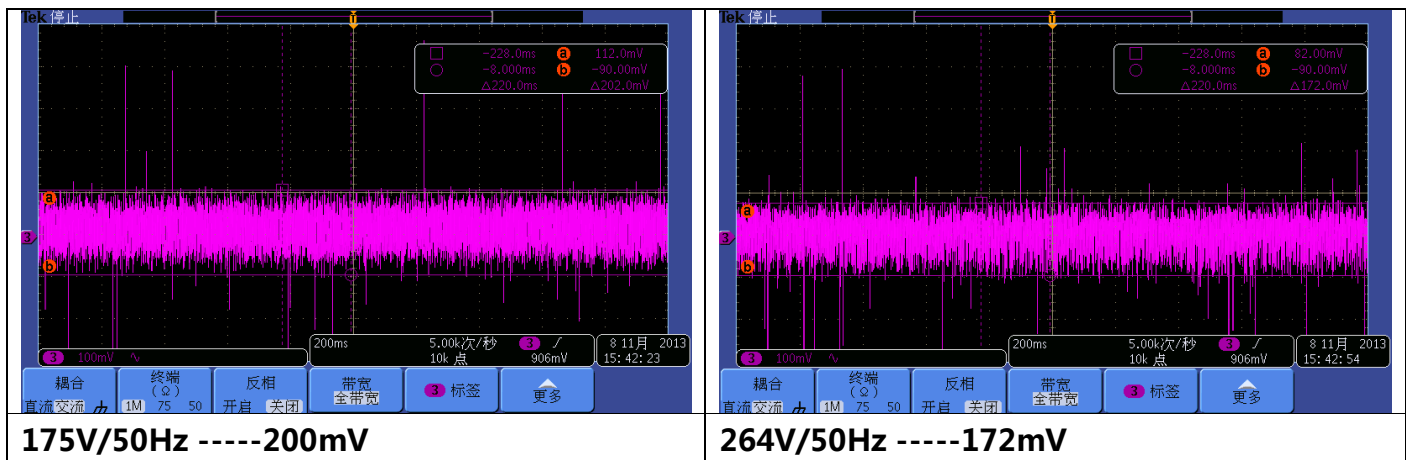 Tek 停止
-228.0ms a 112.0mV
-8.000ms b -90.00mV
△220.0ms △202.0mV
a
3
b
200ms 5.00k次/秒 3 8 11月 2013
3 100mV 10k 点 906mV 15:42:23
耦合 终端 反相 带宽 3 标签 更多
(Ω) 全带宽
直流 交流 1M 75 50 开启 关闭
175V/50Hz -----200mV
Tek 停止
-228.0ms a 82.00mV
-8.000ms b -90.00mV
△220.0ms △172.0mV
a
3
b
200ms 5.00k次/秒 3 8 11月 2013
3 100mV 10k 点 906mV 15:42:54
耦合 终端 反相 带宽 3 标签 更多
(Ω) 全带宽
直流 交流 1M 75 50 开启 关闭
264V/50Hz -----172mV